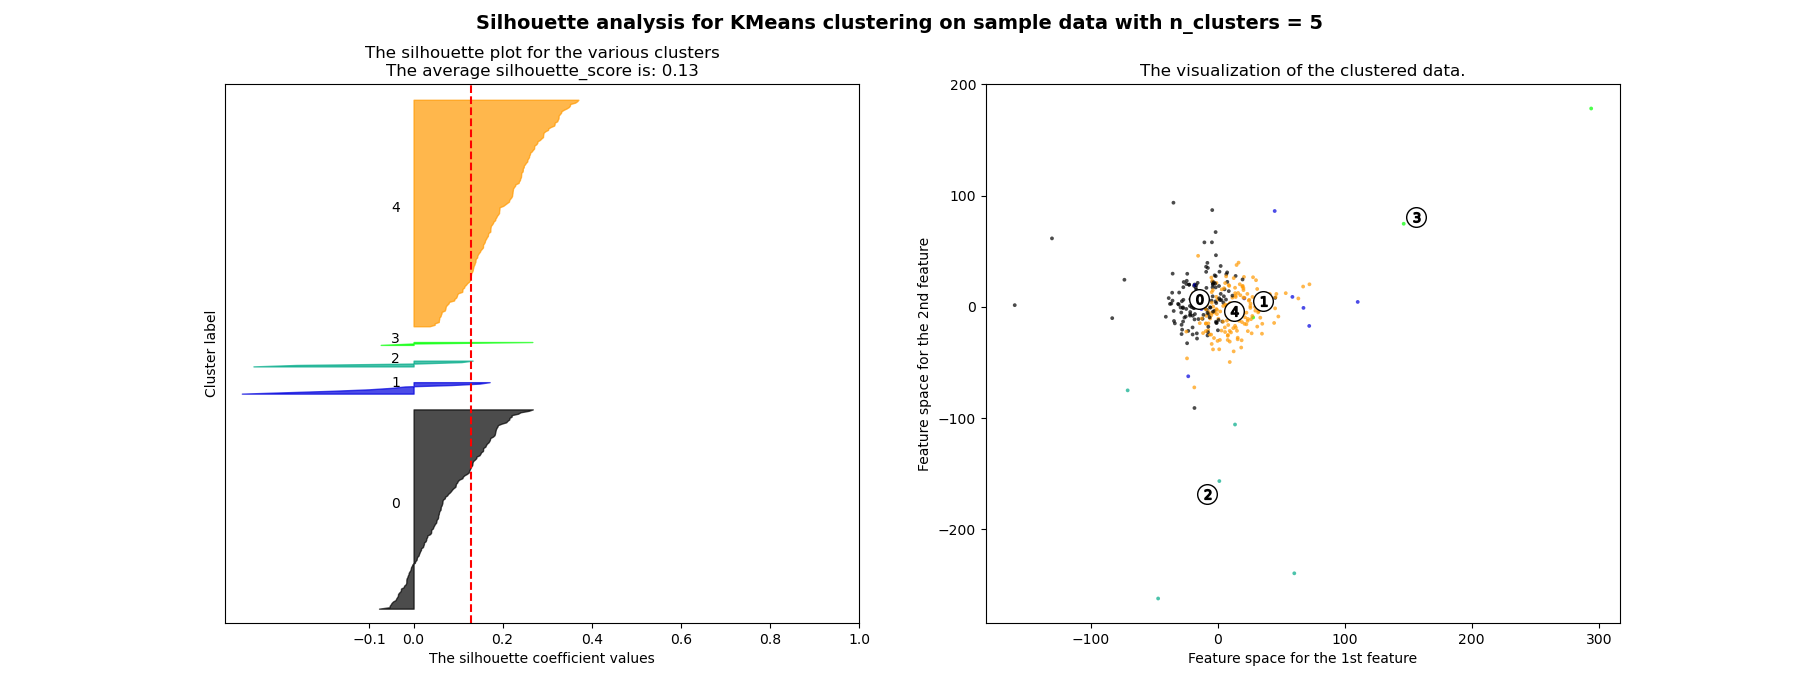 Silhouette analysis for KMeans clustering on sample data with n_clusters = 5
The silhouette plot for the various clusters
The average silhouette_score is: 0.13
Cluster label
4
3
2
1
0
−0.1 0.0 0.2 0.4 0.6 0.8 1.0
The silhouette coefficient values
The visualization of the clustered data.
Feature space for the 2nd feature
200
100
0
−100
−200
3
0
1
4
2
−100 0 100 200 300
Feature space for the 1st feature